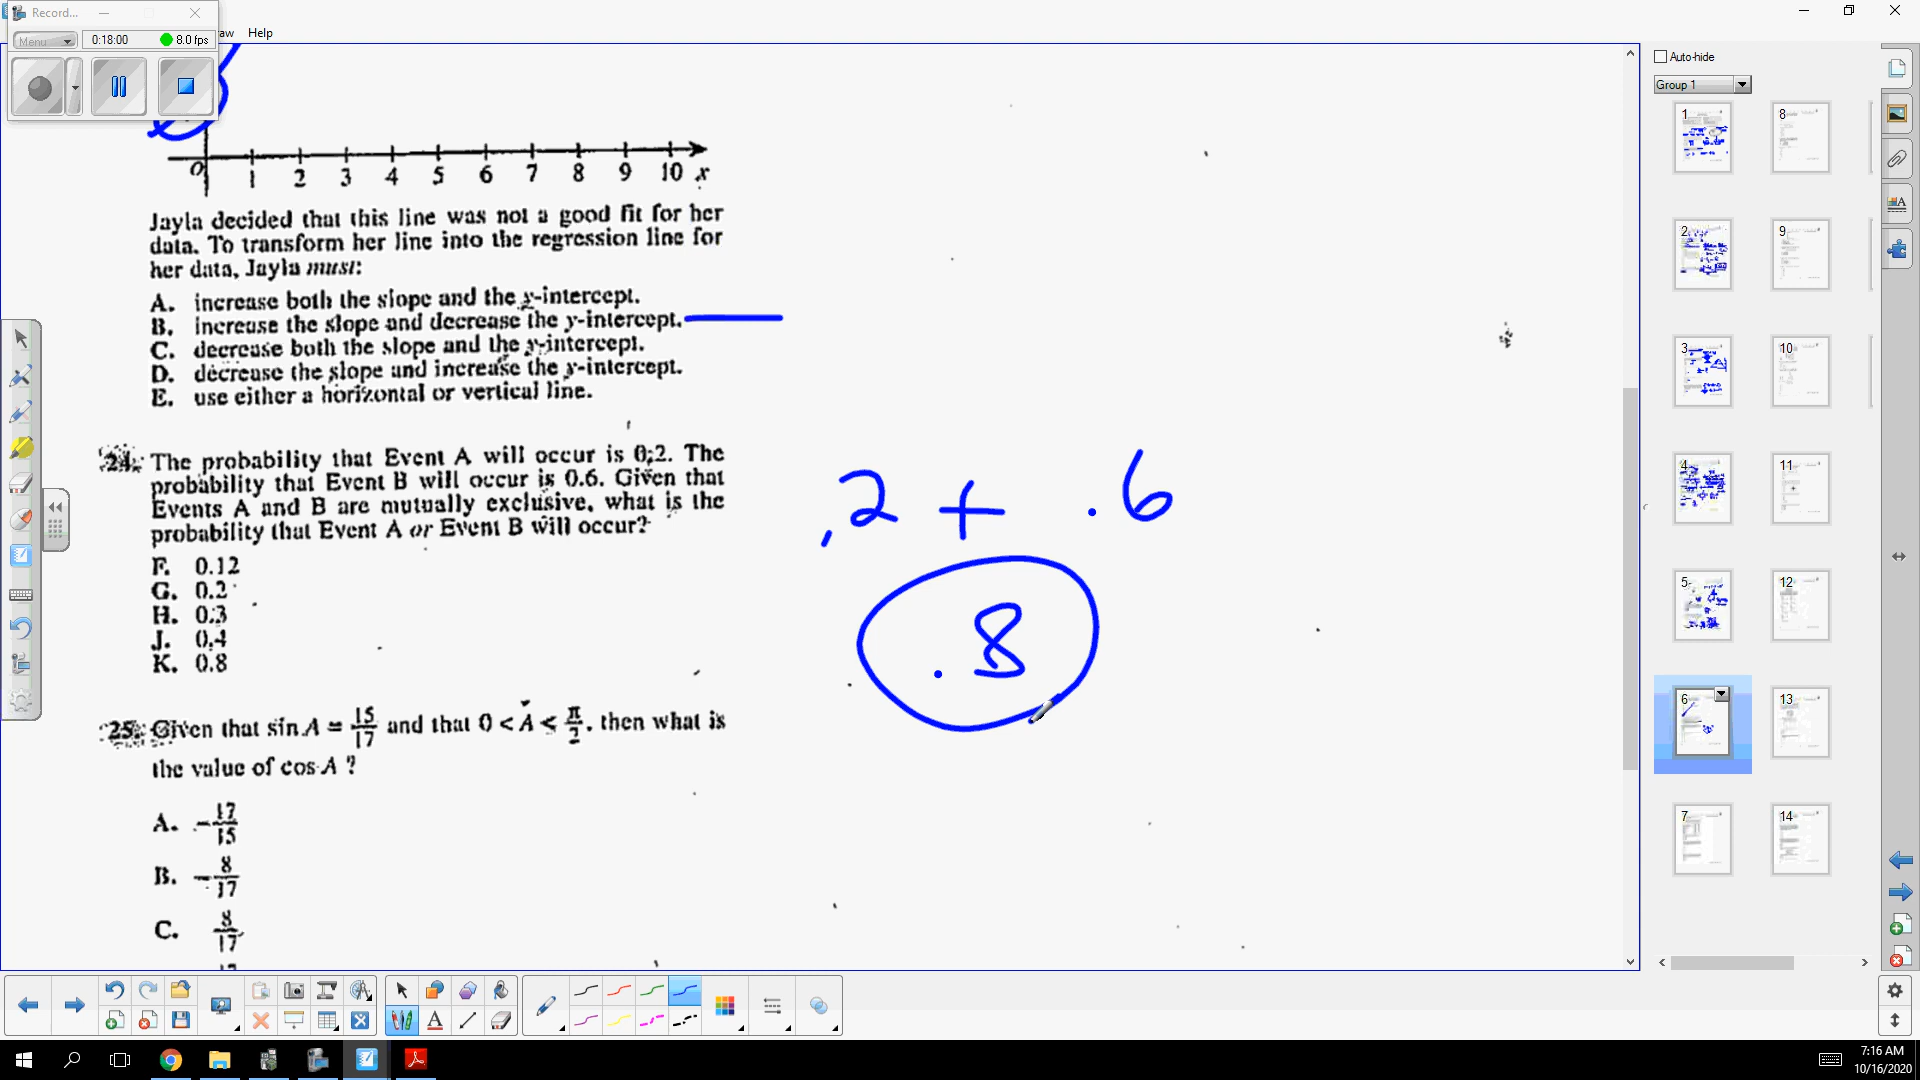 Record...
Menu
0:18:00
8.0 fps
aw Help
O 1 2 3 4 5 6 7 8 9 10 x
Jayla decided that this line was not a good fit for her
data. To transform her line into the regression line for
her data, Jayla must:
A. increase both the slope and the y-intercept.
B. increase the slope and decrease the y-intercept.
C. decrease both the slope and the y-intercept.
D. decrease the slope and increase the y-intercept.
E. use either a horizontal or vertical line.
24. The probability that Event A will occur is 0.2. The
probability that Event B will occur is 0.6. Given that
Events A and B are mutually exclusive, what is the
probability that Event A or Event B will occur?
F. 0.12
G. 0.2
H. 0.3
J. 0.4
K. 0.8
.2 + .6
.8
25. Given that sin A = 15/17 and that 0 < A < π/2, then what is
the value of cos A ?
A. -17/15
B. -8/17
C. 8/17
Auto-hide
Group 1
1 8
2 9
3 10
4 11
5 12
6 13
7 14
7:16 AM
10/16/2020